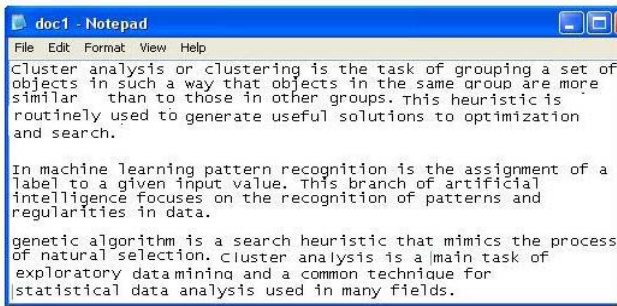 doc1 - Notepad
File Edit Format View Help
Cluster analysis or clustering is the task of grouping a set of
objects in such a way that objects in the same group are more
similar than to those in other groups. This heuristic is
routinely used to generate useful solutions to optimization
and search.
In machine learning pattern recognition is the assignment of a
label to a given input value. This branch of artificial
intelligence focuses on the recognition of patterns and
regularities in data.
genetic algorithm is a search heuristic that mimics the process
of natural selection. Cluster analysis is a main task of
exploratory data mining and a common technique for
statistical data analysis used in many fields.